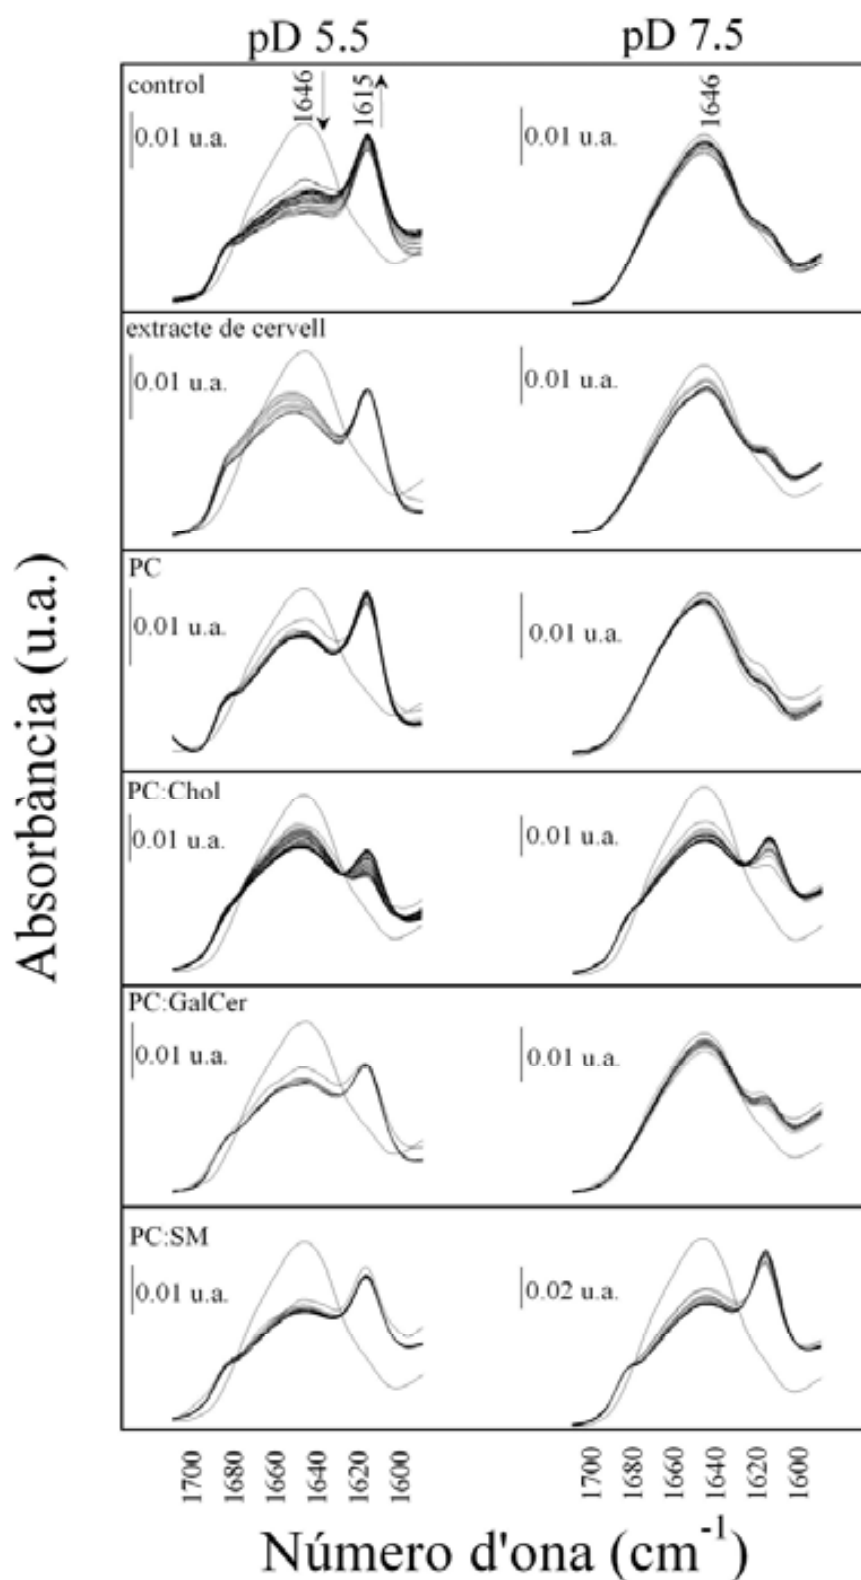 pD 5.5 pD 7.5
control
1646 1615 1646
0.01 u.a. 0.01 u.a.
extracte de cervell
0.01 u.a. 0.01 u.a.
PC
0.01 u.a. 0.01 u.a.
PC:Chol
0.01 u.a. 0.01 u.a.
PC:GalCer
0.01 u.a. 0.01 u.a.
PC:SM
0.01 u.a. 0.02 u.a.
Absorbància (u.a.)
1700 1680 1660 1640 1620 1600 1700 1680 1660 1640 1620 1600
Número d'ona (cm⁻¹)